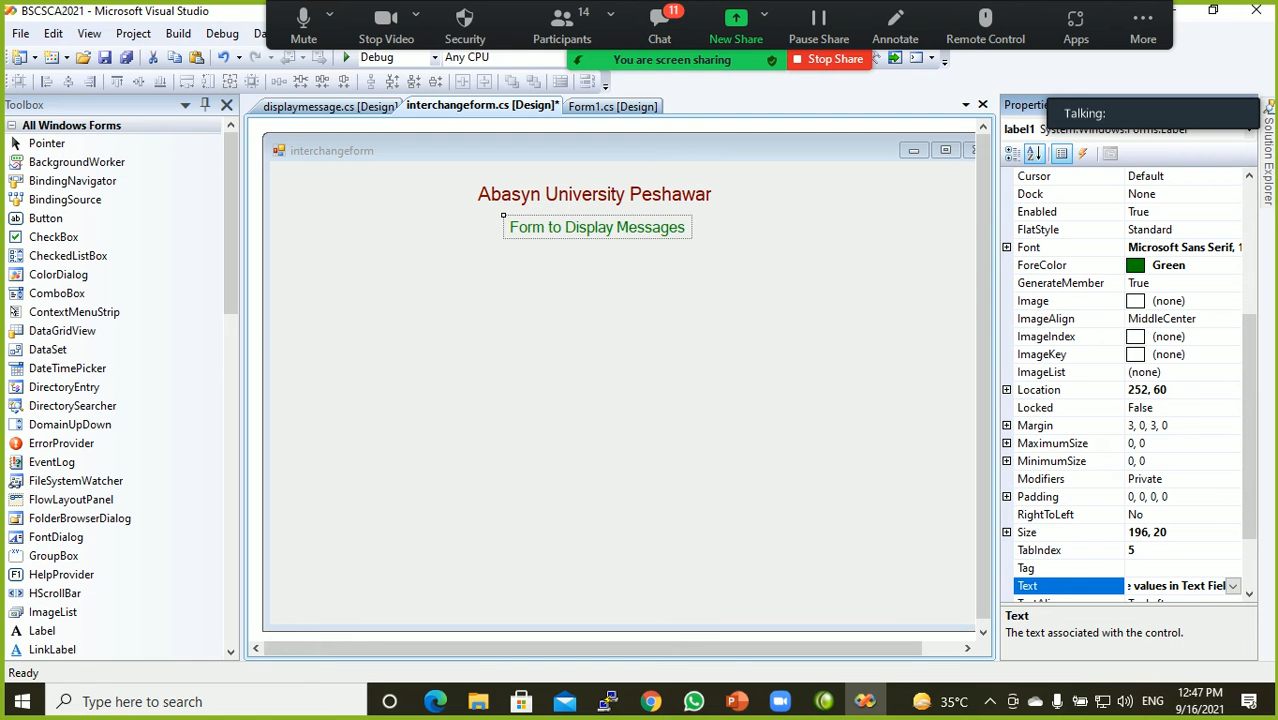 BSCSCA2021 - Microsoft Visual Studio
Mute
Stop Video
Security
14
Participants
11
Chat
New Share
Pause Share
Annotate
Remote Control
Apps
More
File Edit View Project Build Debug
Debug
Any CPU
You are screen sharing
Stop Share
Toolbox
displaymessage.cs [Design]
interchangeform.cs [Design]*
Form1.cs [Design]
Talking:
label1 System.Windows.Forms.Label
Solution Explorer
All Windows Forms
Pointer
BackgroundWorker
BindingNavigator
BindingSource
Button
CheckBox
CheckedListBox
ColorDialog
ComboBox
ContextMenuStrip
DataGridView
DataSet
DateTimePicker
DirectoryEntry
DirectorySearcher
DomainUpDown
ErrorProvider
EventLog
FileSystemWatcher
FlowLayoutPanel
FolderBrowserDialog
FontDialog
GroupBox
HelpProvider
HScrollBar
ImageList
Label
LinkLabel
interchangeform
Abasyn University Peshawar
Form to Display Messages
Cursor Default
Dock None
Enabled True
FlatStyle Standard
Font Microsoft Sans Serif, 1
ForeColor Green
GenerateMember True
Image (none)
ImageAlign MiddleCenter
ImageIndex (none)
ImageKey (none)
ImageList (none)
Location 252, 60
Locked False
Margin 3, 0, 3, 0
MaximumSize 0, 0
MinimumSize 0, 0
Modifiers Private
Padding 0, 0, 0, 0
RightToLeft No
Size 196, 20
TabIndex 5
Tag
Text values in Text Fiel
Text
The text associated with the control.
Ready
Type here to search
35°C
ENG
12:47 PM
9/16/2021